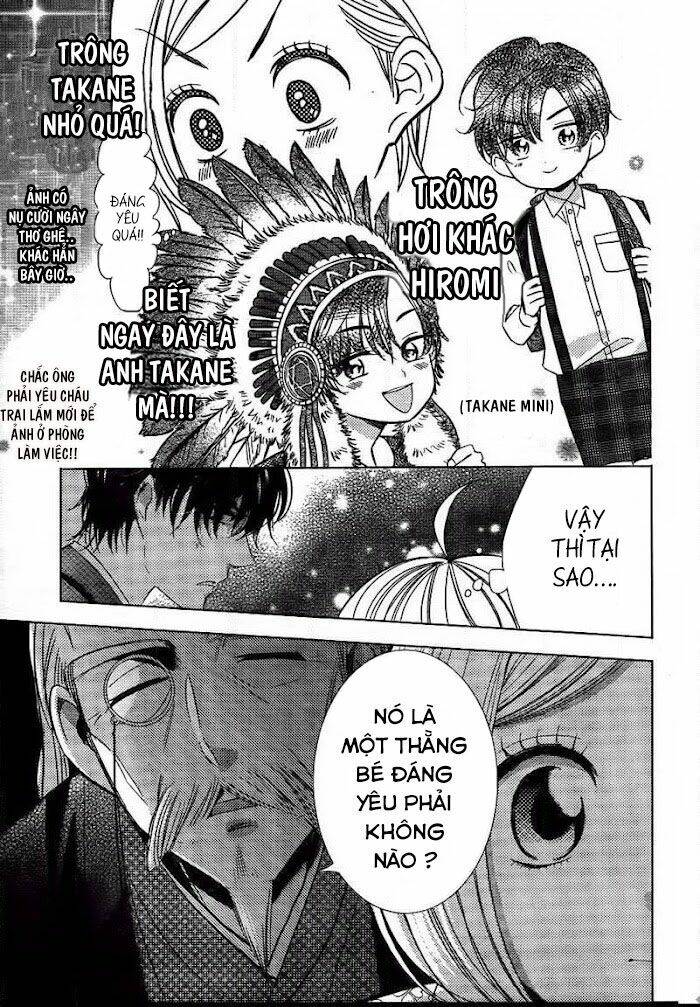 TRÔNG
TAKANE
NHỎ QUÁ!
ĐÁNG
YÊU
QUÁ!!
ẢNH CÓ
NỤ CƯỜI NGÂY
THƠ GHÊ..
KHÁC HẲN
BÂY GIỜ..
TRÔNG
HƠI KHÁC
HIROMI
BIẾT
NGAY ĐÂY LÀ
ANH TAKANE
MÀ!!!
(TAKANE MINI)
CHẮC ÔNG
PHẢI YÊU CHÁU
TRAI LẮM MỚI ĐỂ
ẢNH Ở PHÒNG
LÀM VIỆC!!
VẬY
THÌ TẠI
SAO....
NÓ LÀ
MỘT THẰNG
BÉ ĐÁNG
YÊU PHẢI
KHÔNG
NÀO ?